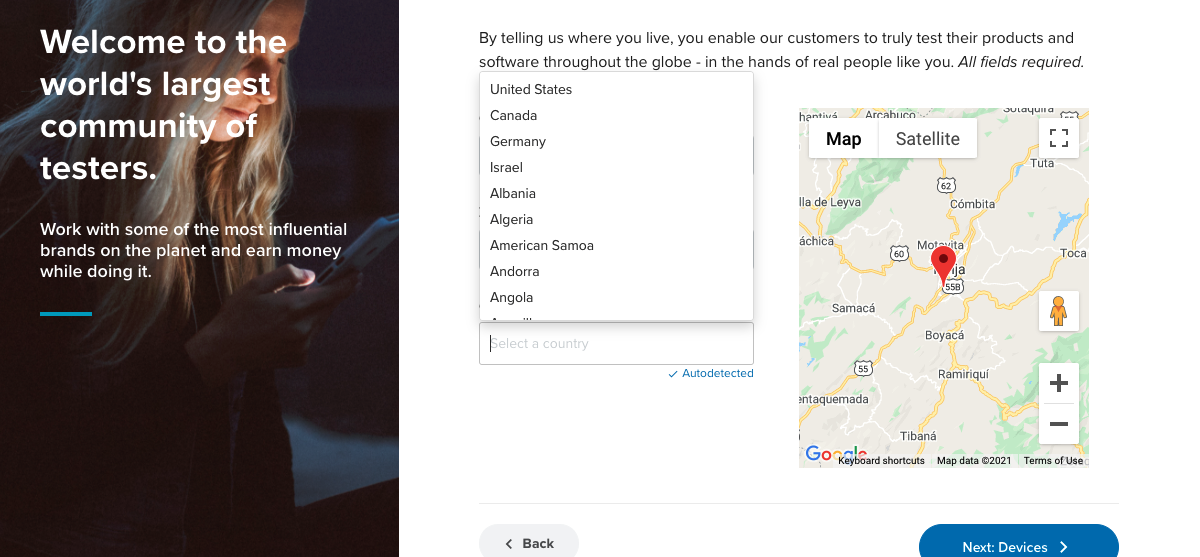 Welcome to the
world's largest
community of
testers.
Work with some of the most influential
brands on the planet and earn money
while doing it.
By telling us where you live, you enable our customers to truly test their products and
software throughout the globe - in the hands of real people like you. All fields required.
United States
Canada
Germany
Israel
Albania
Algeria
American Samoa
Andorra
Angola
Select a country
Autodetected
Arcabuco
Map
Satellite
Tuta
62
lla de Leyva
Cómbita
áchica
Motavita
60
Toca
55B
Samacá
Boyacá
55
Ramiriquí
entaquemada
Tibaná
Google
Keyboard shortcuts
Map data ©2021
Terms of Use
Back
Next: Devices